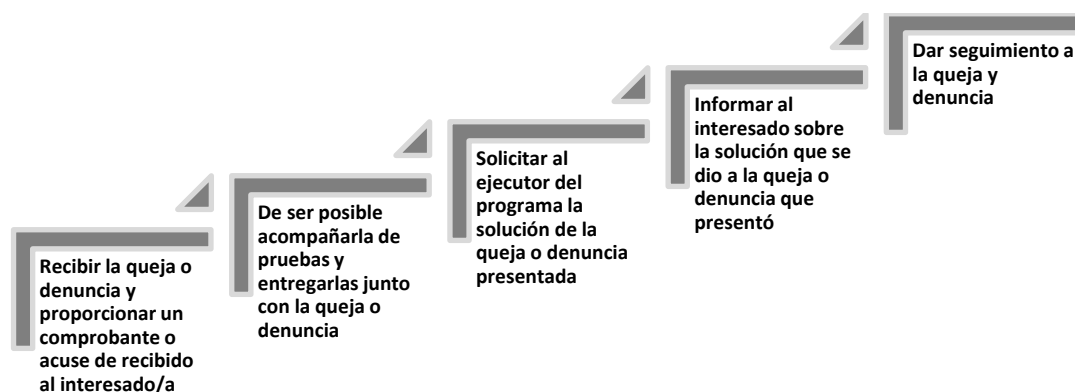 Recibir la queja o
denuncia y
proporcionar un
comprobante o
acuse de recibido
al interesado/a
De ser posible
acompañarla de
pruebas y
entregarlas junto
con la queja o
denuncia
Solicitar al
ejecutor del
programa la
solución de la
queja o denuncia
presentada
Informar al
interesado sobre
la solución que se
dio a la queja o
denuncia que
presentó
Dar seguimiento a
la queja y
denuncia